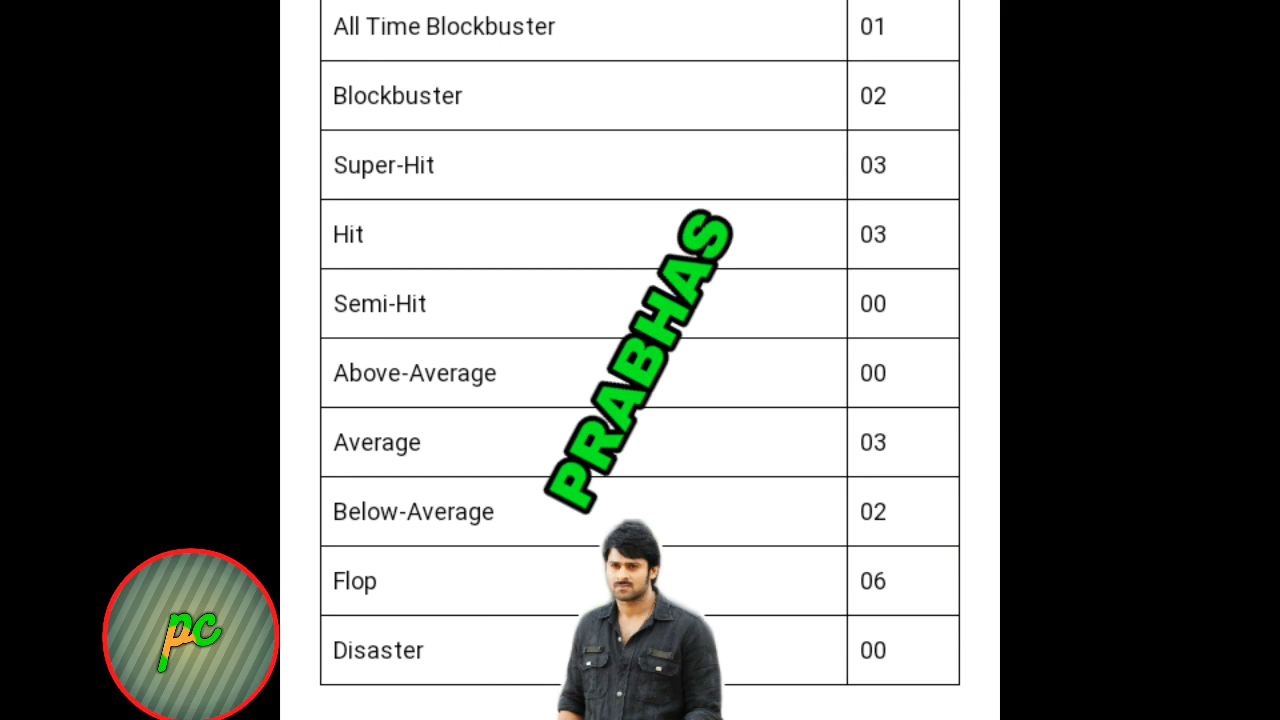 All Time Blockbuster 01
Blockbuster 02
Super-Hit 03
Hit 03
Semi-Hit 00
Above-Average 00
Average 03
Below-Average 02
Flop 06
Disaster 00
PRABHAS
pc